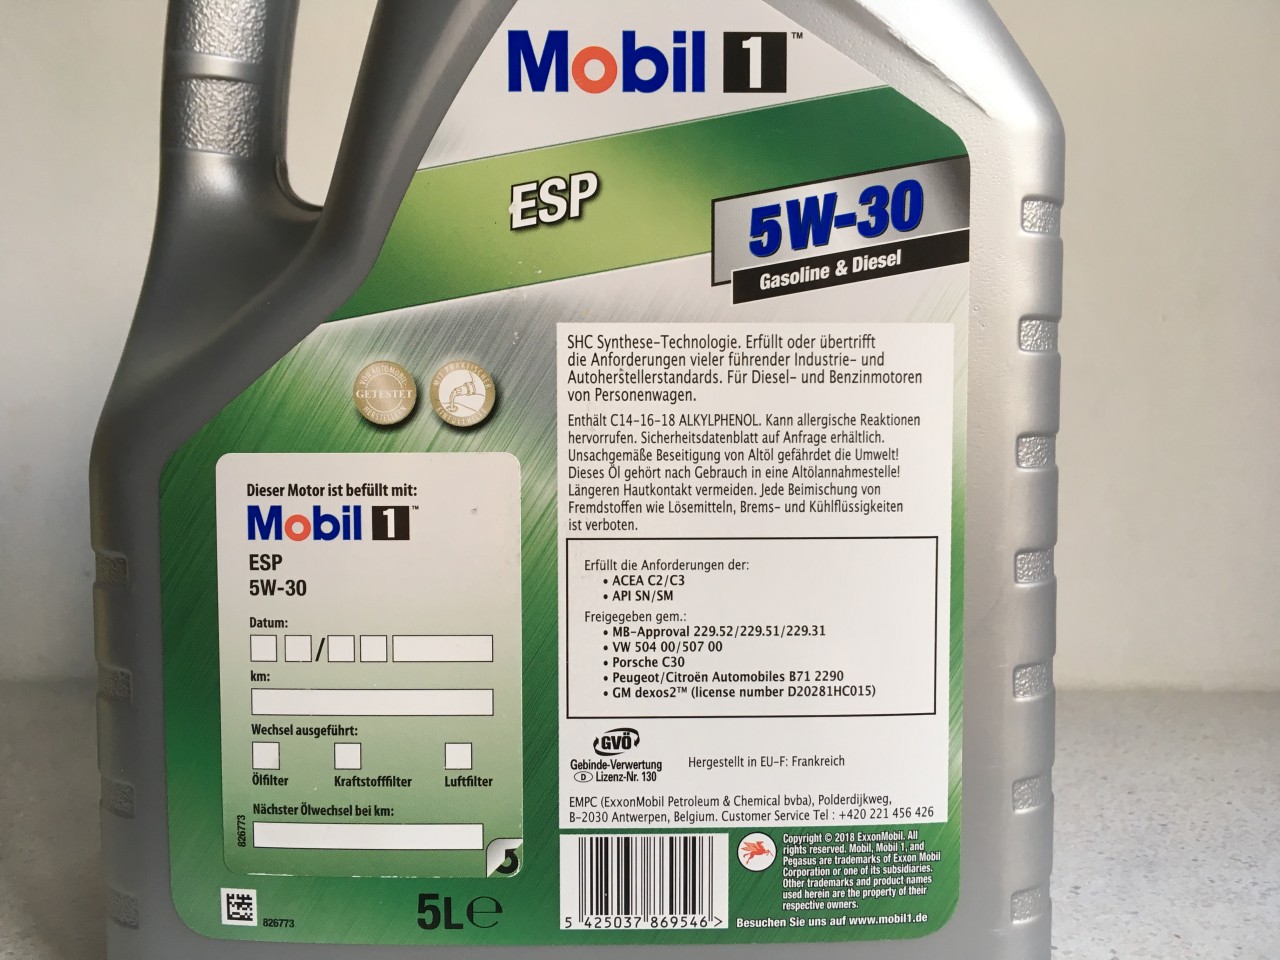 Mobil 1™
ESP
5W-30
Gasoline & Diesel
SHC Synthese-Technologie. Erfüllt oder übertrifft
die Anforderungen vieler führender Industrie- und
Autoherstellerstandards. Für Diesel- und Benzinmotoren
von Personenwagen.
Enthält C14-16-18 ALKYLPHENOL. Kann allergische Reaktionen
hervorrufen. Sicherheitsdatenblatt auf Anfrage erhältlich.
Unsachgemäße Beseitigung von Altöl gefährdet die Umwelt!
Dieses Öl gehört nach Gebrauch in eine Altölannahmestelle!
Längeren Hautkontakt vermeiden. Jede Beimischung von
Fremdstoffen wie Lösemitteln, Brems- und Kühlflüssigkeiten
ist verboten.
Erfüllt die Anforderungen der:
• ACEA C2/C3
• API SN/SM
Freigegeben gem.:
• MB-Approval 229.52/229.51/229.31
• VW 504 00/507 00
• Porsche C30
• Peugeot/Citroën Automobiles B71 2290
• GM dexos2™ (license number D20281HC015)
GVÖ
Gebinde-Verwertung
D Lizenz-Nr. 130
Hergestellt in EU-F: Frankreich
EMPC (ExxonMobil Petroleum & Chemical bvba), Polderdijkweg,
B-2030 Antwerpen, Belgium. Customer Service Tel : +420 221 456 426
VON AUTOMOBIL
GETESTET
HERSTELLERN
MIT PRAKTISCHER
Dieser Motor ist befüllt mit:
Mobil 1™
ESP
5W-30
Datum:
/
km:
Wechsel ausgeführt:
Ölfilter Kraftstofffilter Luftfilter
Nächster Ölwechsel bei km:
826773
826773
5L℮
5 425037 869546 >
Copyright © 2018 ExxonMobil. All
rights reserved. Mobil, Mobil 1, and
Pegasus are trademarks of Exxon Mobil
Corporation or one of its subsidiaries.
Other trademarks and product names
used herein are the property of their
respective owners.
Besuchen Sie uns auf www.mobil1.de